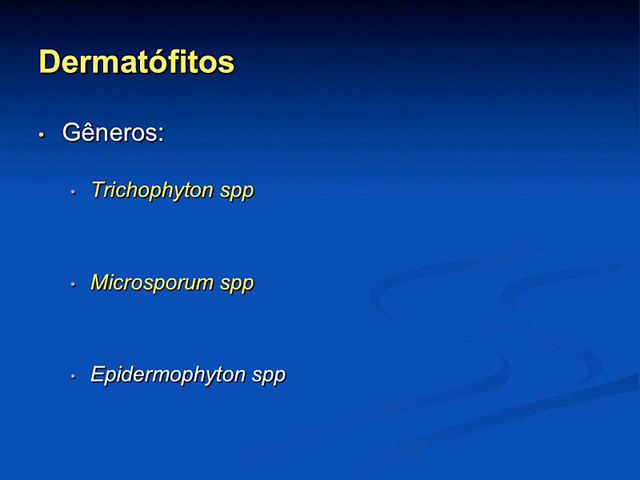 Dermatófitos
• Gêneros:
• Trichophyton spp
• Microsporum spp
• Epidermophyton spp